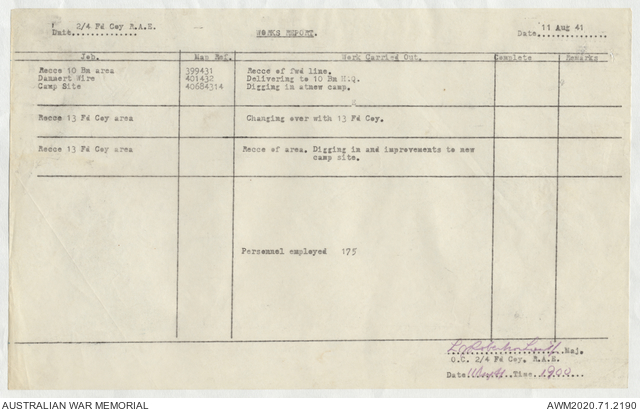 2/4 Fd Coy R.A.E. 11 Aug 41
Date.............. WORKS REPORT. Date..............
Job. Map Ref. Work Carrying Out. Complete Remarks
Recce 10 Bn area 399431 Recce of fwd line.
Dannert Wire 401432 Delivering to 10 Bn H.Q.
Camp Site 40684314 Digging in atnew camp.
Recce 13 Fd Coy area Changing over with 13 Fd Coy.
Recce 13 Fd Coy area Recce of area. Digging in and improvements to new
camp site.
Personnel employed 175
Maj.
O.C. 2/4 Fd Coy. R.A.E.
Date Time 1900
AUSTRALIAN WAR MEMORIAL AWM2020.71.2190